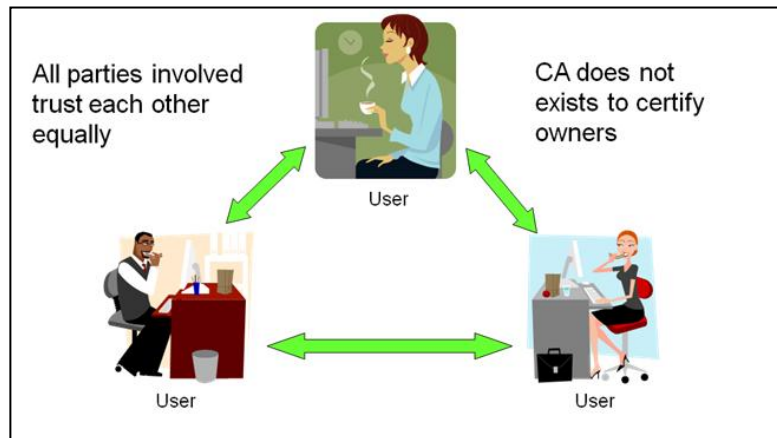 All parties involved
trust each other
equally
CA does not
exists to certify
owners
User
User
User